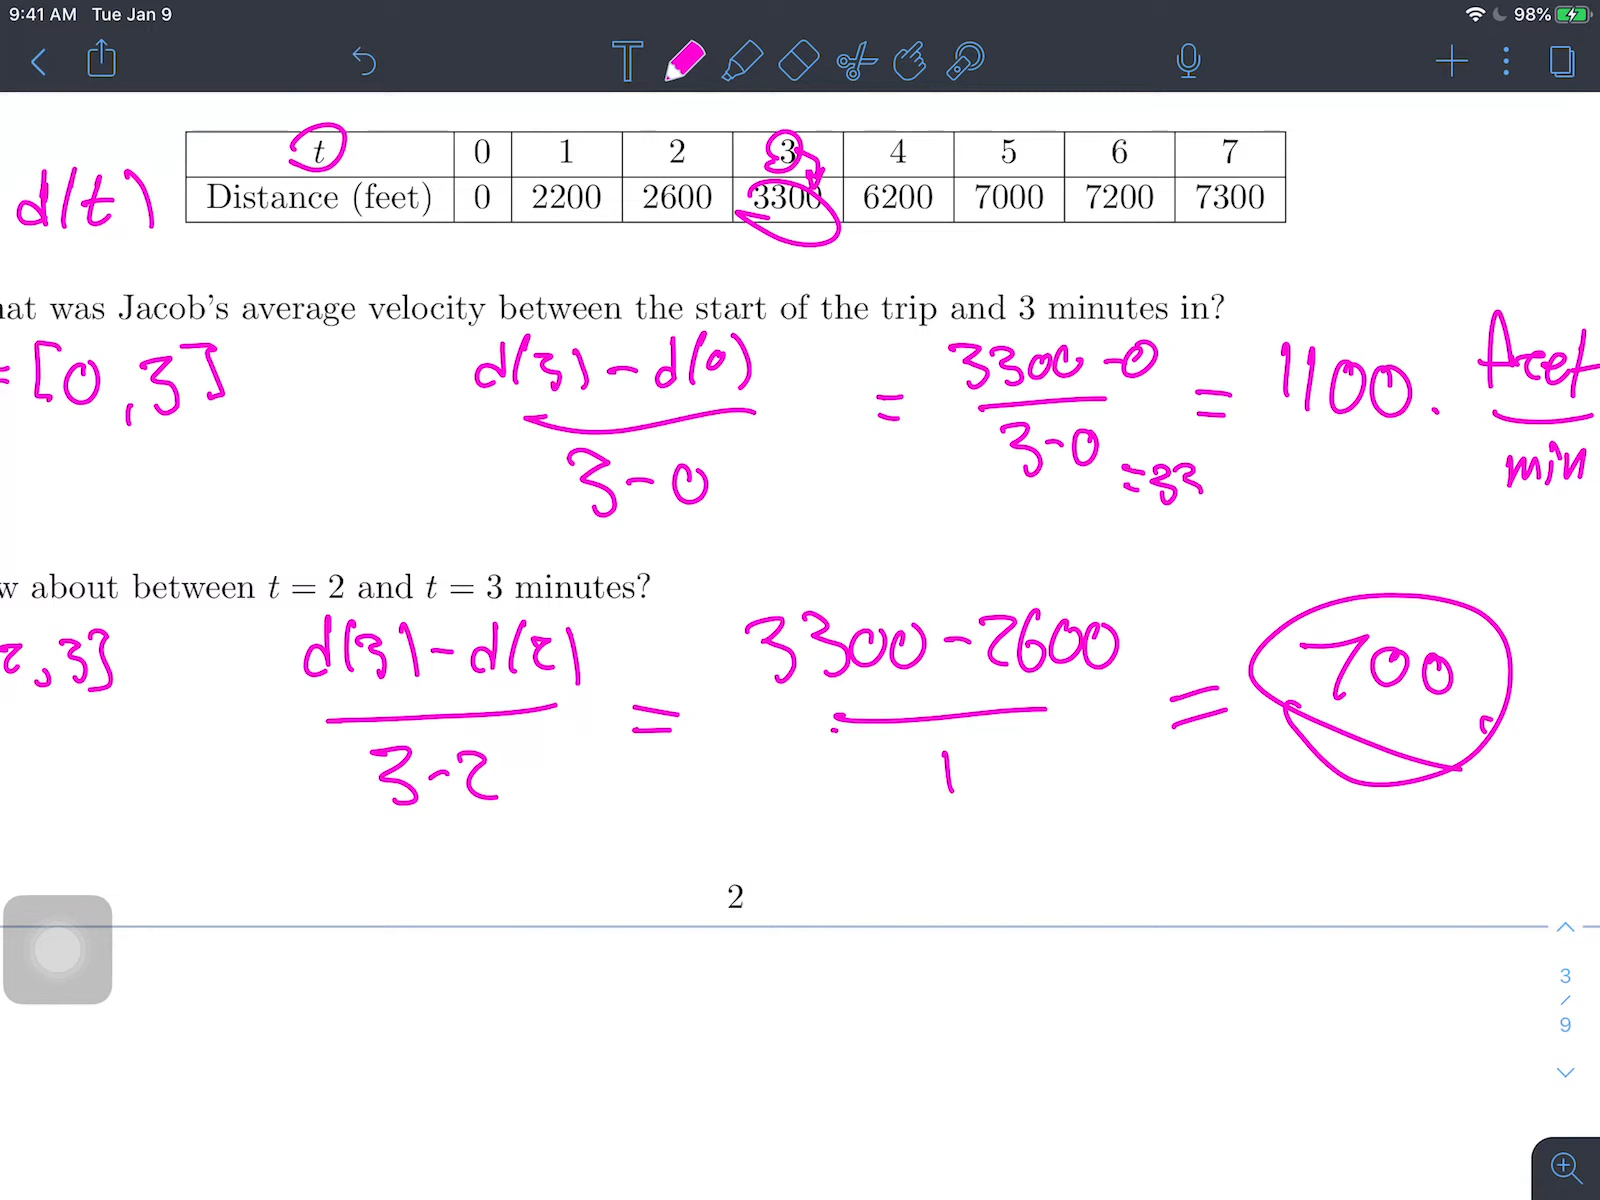 9:41 AM Tue Jan 9 98%
t 0 1 2 3 4 5 6 7
d(t) Distance (feet) 0 2200 2600 3300 6200 7000 7200 7300
hat was Jacob's average velocity between the start of the trip and 3 minutes in?
= [0,3] d(3) - d(0) / 3-0 = 3300-0 / 3-0 = 1100. feet / min
=33
w about between t = 2 and t = 3 minutes?
2,3] d(3) - d(2) / 3-2 = 3300-2600 / 1 = 700
2
3
/
9